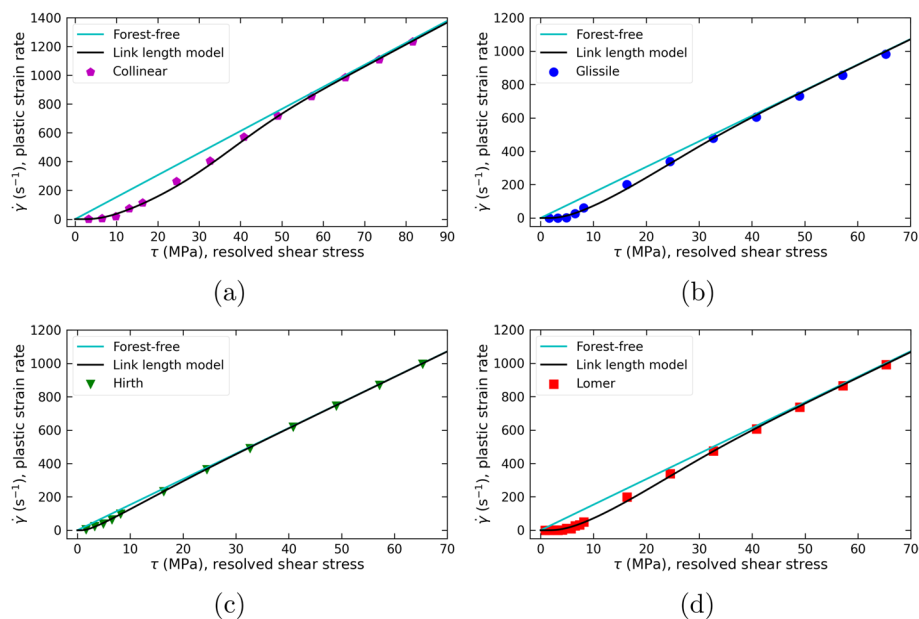 1400
1200
1000
800
600
400
200
0
γ̇ (s⁻¹), plastic strain rate
Forest-free
Link length model
Collinear
0 10 20 30 40 50 60 70 80 90
τ (MPa), resolved shear stress
(a)
1200
1000
800
600
400
200
0
γ̇ (s⁻¹), plastic strain rate
Forest-free
Link length model
Glissile
0 10 20 30 40 50 60 70
τ (MPa), resolved shear stress
(b)
1200
1000
800
600
400
200
0
γ̇ (s⁻¹), plastic strain rate
Forest-free
Link length model
Hirth
0 10 20 30 40 50 60 70
τ (MPa), resolved shear stress
(c)
1200
1000
800
600
400
200
0
γ̇ (s⁻¹), plastic strain rate
Forest-free
Link length model
Lomer
0 10 20 30 40 50 60 70
τ (MPa), resolved shear stress
(d)